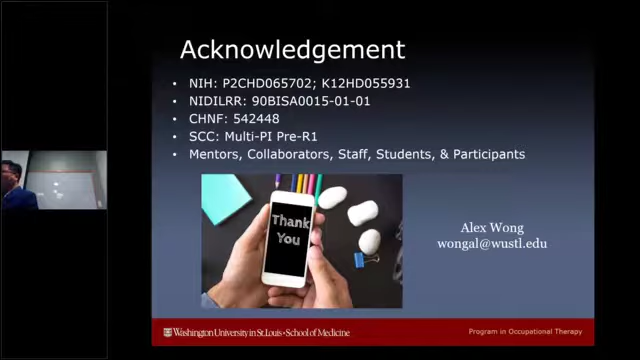 Acknowledgement
• NIH: P2CHD065702; K12HD055931
• NIDILRR: 90BISA0015-01-01
• CHNF: 542448
• SCC: Multi-PI Pre-R1
• Mentors, Collaborators, Staff, Students, & Participants
Thank
You
Alex Wong
wongal@wustl.edu
Washington University in St. Louis • School of Medicine
Program in Occupational Therapy